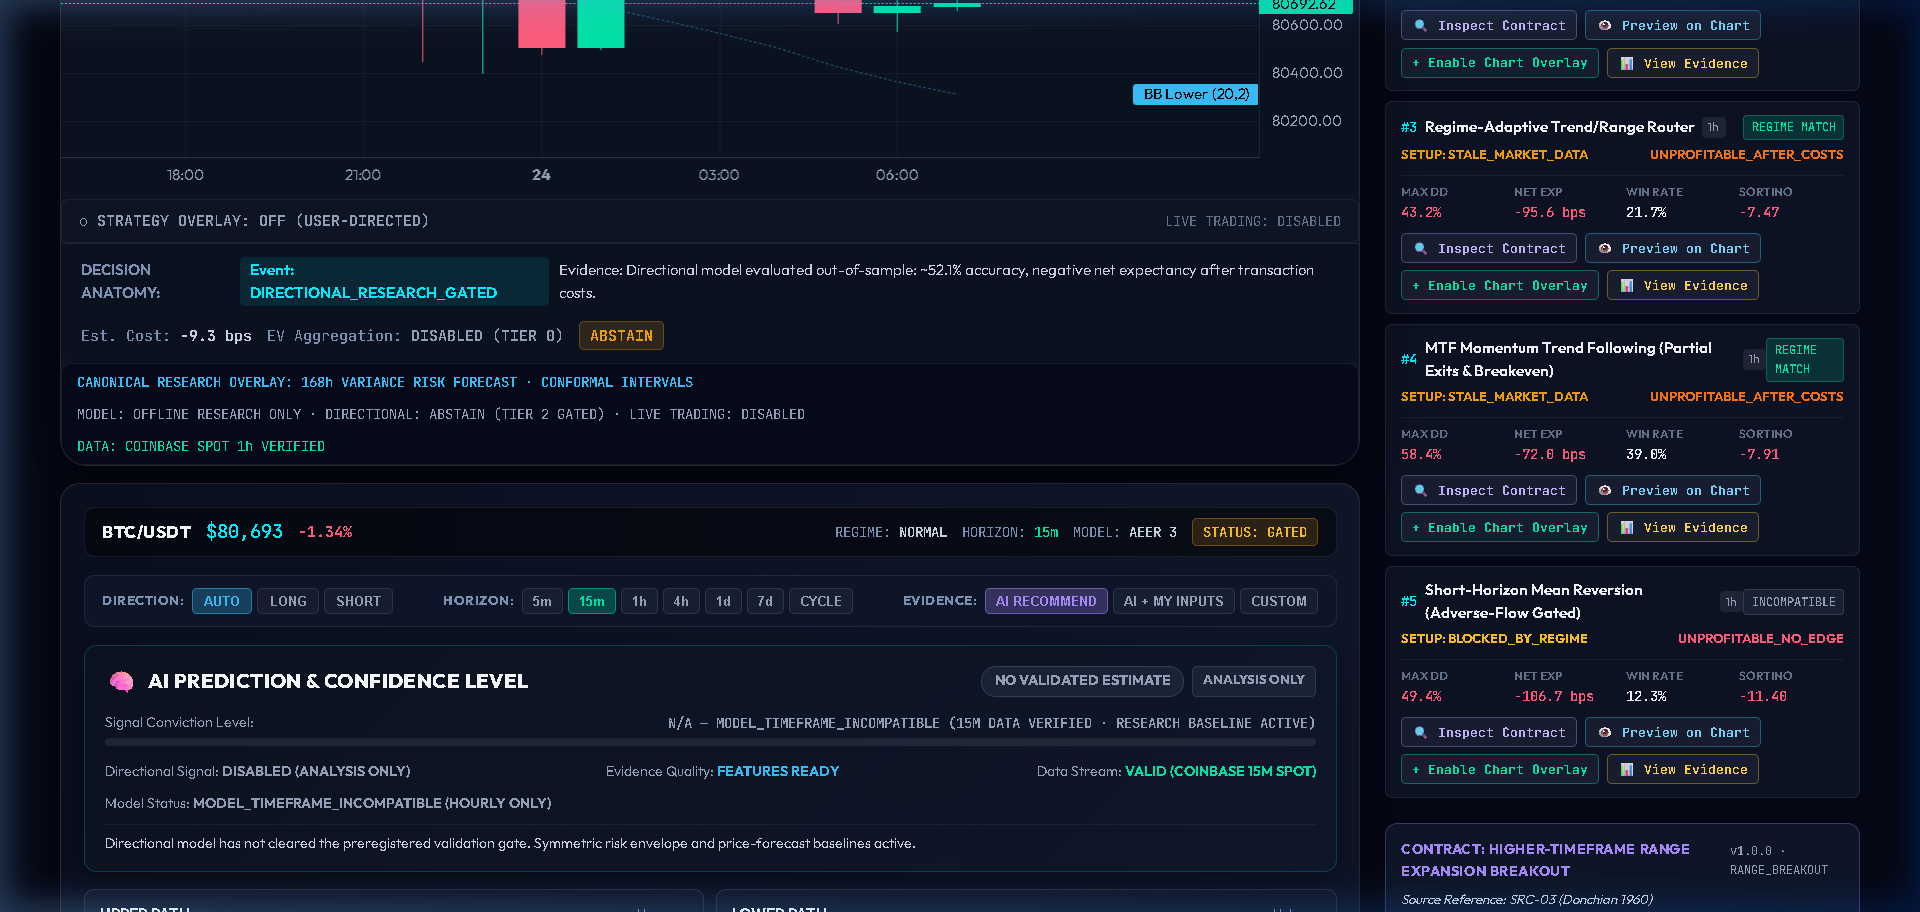 80692.62
80600.00
80400.00
BB Lower (20,2)
80200.00
18:00 21:00 24 03:00 06:00
○ STRATEGY OVERLAY: OFF (USER-DIRECTED) LIVE TRADING: DISABLED
DECISION ANATOMY:
Event: DIRECTIONAL_RESEARCH_GATED
Evidence: Directional model evaluated out-of-sample: ~52.1% accuracy, negative net expectancy after transaction
costs.
Est. Cost: -9.3 bps EV Aggregation: DISABLED (TIER 0) ABSTAIN
CANONICAL RESEARCH OVERLAY: 168h VARIANCE RISK FORECAST · CONFORMAL INTERVALS
MODEL: OFFLINE RESEARCH ONLY · DIRECTIONAL: ABSTAIN (TIER 2 GATED) · LIVE TRADING: DISABLED
DATA: COINBASE SPOT 1h VERIFIED
BTC/USDT $80,693 -1.34% REGIME: NORMAL HORIZON: 15m MODEL: AEER 3 STATUS: GATED
DIRECTION: AUTO LONG SHORT HORIZON: 5m 15m 1h 4h 1d 7d CYCLE EVIDENCE: AI RECOMMEND AI + MY INPUTS CUSTOM
AI PREDICTION & CONFIDENCE LEVEL NO VALIDATED ESTIMATE ANALYSIS ONLY
Signal Conviction Level: N/A — MODEL_TIMEFRAME_INCOMPATIBLE (15M DATA VERIFIED · RESEARCH BASELINE ACTIVE)
Directional Signal: DISABLED (ANALYSIS ONLY) Evidence Quality: FEATURES READY Data Stream: VALID (COINBASE 15M SPOT)
Model Status: MODEL_TIMEFRAME_INCOMPATIBLE (HOURLY ONLY)
Directional model has not cleared the preregistered validation gate. Symmetric risk envelope and price-forecast baselines active.
UPPER PATH LOWER PATH
Inspect Contract Preview on Chart
+ Enable Chart Overlay View Evidence
#3 Regime-Adaptive Trend/Range Router 1h REGIME MATCH
SETUP: STALE_MARKET_DATA UNPROFITABLE_AFTER_COSTS
MAX DD NET EXP WIN RATE SORTINO
43.2% -95.6 bps 21.7% -7.47
Inspect Contract Preview on Chart
+ Enable Chart Overlay View Evidence
#4 MTF Momentum Trend Following (Partial
Exits & Breakeven) 1h REGIME MATCH
SETUP: STALE_MARKET_DATA UNPROFITABLE_AFTER_COSTS
MAX DD NET EXP WIN RATE SORTINO
58.4% -72.0 bps 39.0% -7.91
Inspect Contract Preview on Chart
+ Enable Chart Overlay View Evidence
#5 Short-Horizon Mean Reversion
(Adverse-Flow Gated) 1h INCOMPATIBLE
SETUP: BLOCKED_BY_REGIME UNPROFITABLE_NO_EDGE
MAX DD NET EXP WIN RATE SORTINO
49.4% -106.7 bps 12.3% -11.40
Inspect Contract Preview on Chart
+ Enable Chart Overlay View Evidence
CONTRACT: HIGHER-TIMEFRAME RANGE
EXPANSION BREAKOUT
v1.0.0 ·
RANGE_BREAKOUT
Source Reference: SRC-03 (Donchian 1960)